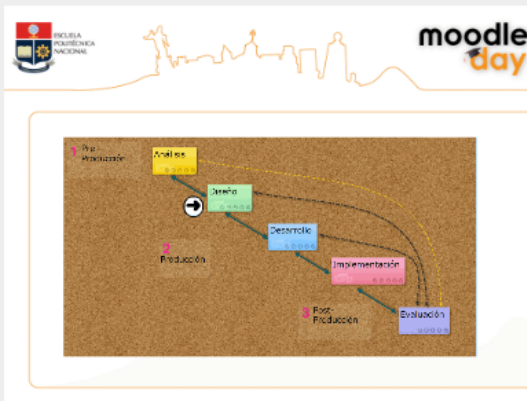 ESCUELA
POLITÉCNICA
NACIONAL
moodle
day
1 Pre-
Producción
Análisis
Diseño
Desarrollo
2
Producción
Implementación
3 Post-
Producción
Evaluación